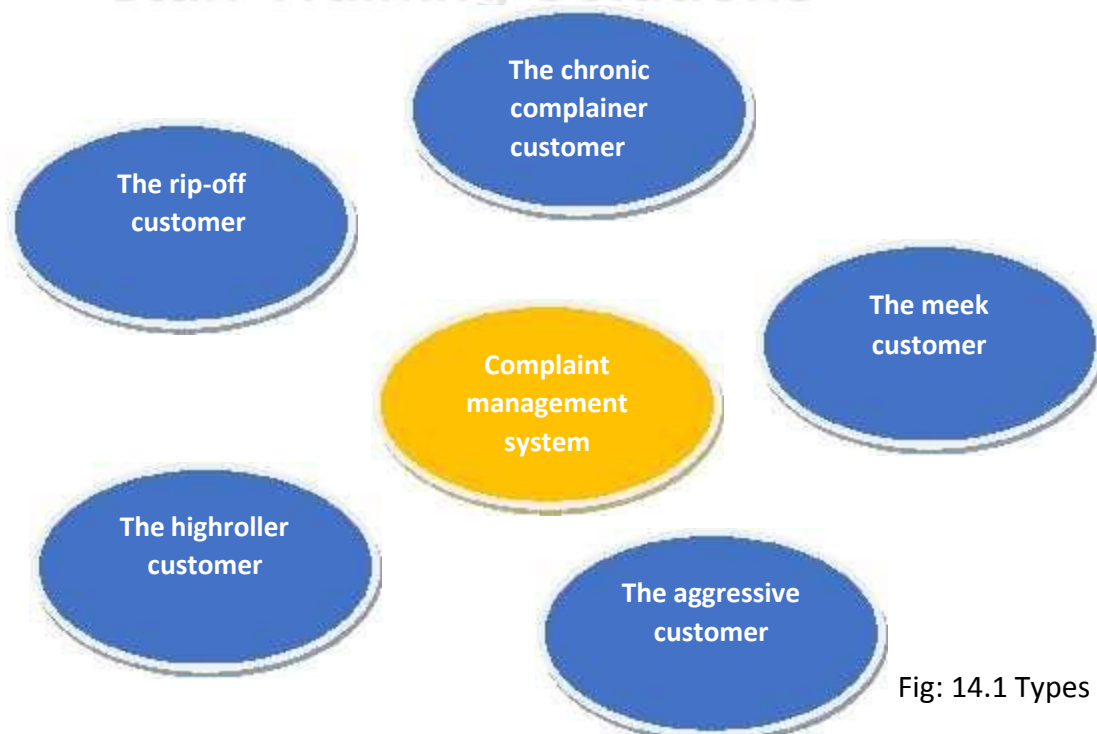 The chronic
complainer
customer
The rip-off
customer
The meek
customer
Complaint
management
system
The highroller
customer
The aggressive
customer
Fig: 14.1 Types